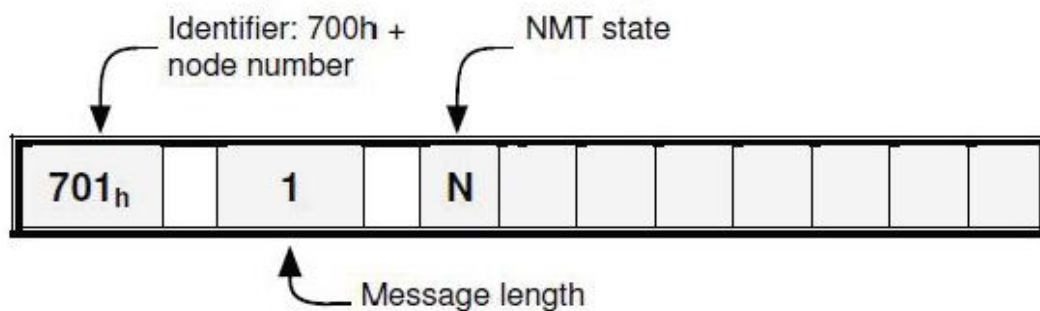 Identifier: 700h +
node number
NMT state
701h
1
N
Message length